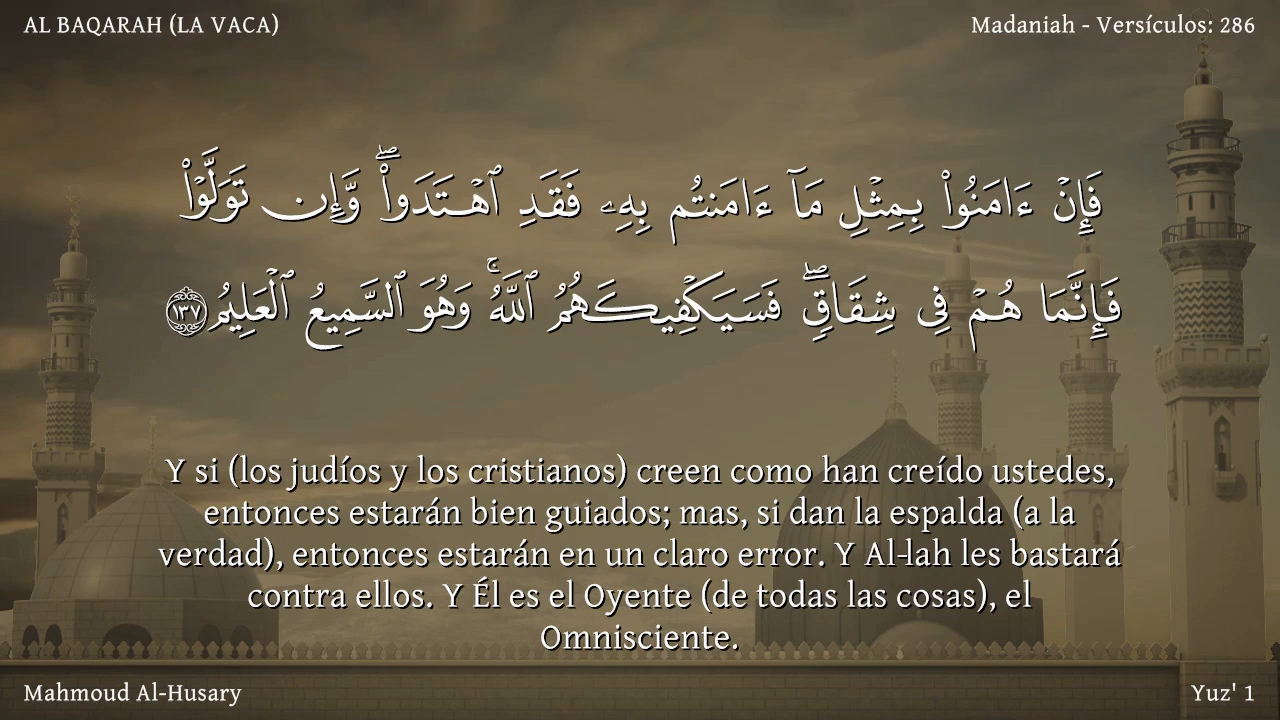 AL BAQARAH (LA VACA)
Madaniah - Versículos: 286
فَإِنْ ءَامَنُوا۟ بِمِثْلِ مَآ ءَامَنتُم بِهِۦ فَقَدِ ٱهْتَدَوا۟ ۖ وَّإِن تَوَلَّوْا۟
فَإِنَّمَا هُمْ فِى شِقَاقٍ ۖ فَسَيَكْفِيكَهُمُ ٱللَّهُ ۚ وَهُوَ ٱلسَّمِيعُ ٱلْعَلِيمُ ١٣٧
Y si (los judíos y los cristianos) creen como han creído ustedes,
entonces estarán bien guiados; mas, si dan la espalda (a la
verdad), entonces estarán en un claro error. Y Al-lah les bastará
contra ellos. Y Él es el Oyente (de todas las cosas), el
Omnisciente.
Mahmoud Al-Husary
Yuz' 1